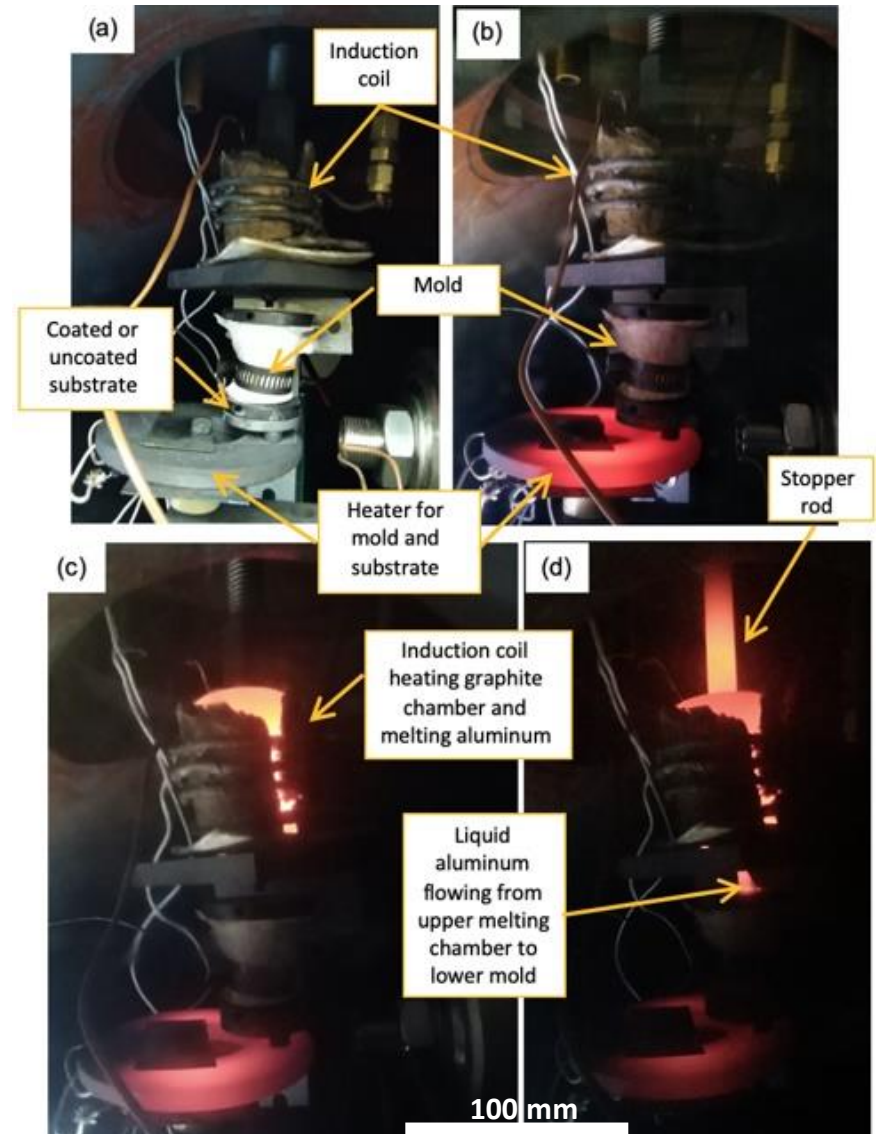 (a)
Induction
coil
(b)
Mold
Coated or
uncoated
substrate
Stopper
rod
Heater for
mold and
substrate
(c)
(d)
Induction coil
heating graphite
chamber and
melting aluminum
Liquid
aluminum
flowing from
upper melting
chamber to
lower mold
100 mm